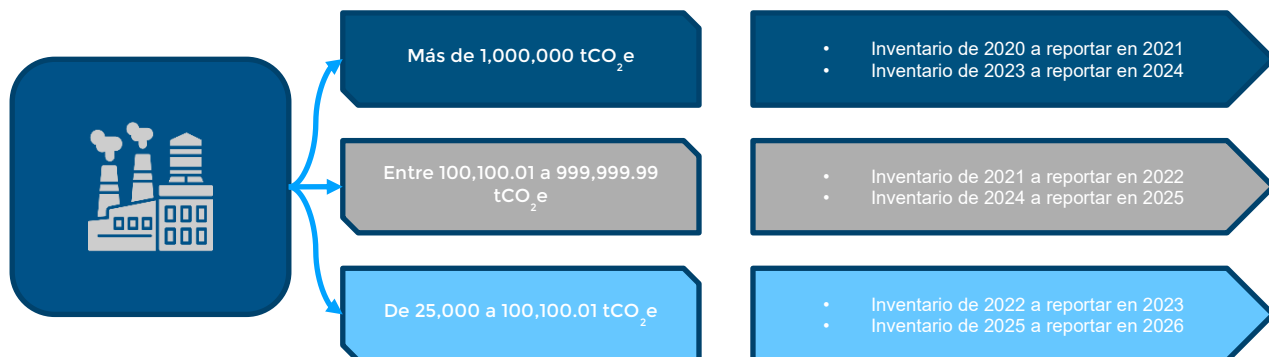 Más de 1,000,000 tCO2e
• Inventario de 2020 a reportar en 2021
• Inventario de 2023 a reportar en 2024
Entre 100,100.01 a 999,999.99
tCO2e
• Inventario de 2021 a reportar en 2022
• Inventario de 2024 a reportar en 2025
De 25,000 a 100,100.01 tCO2e
• Inventario de 2022 a reportar en 2023
• Inventario de 2025 a reportar en 2026